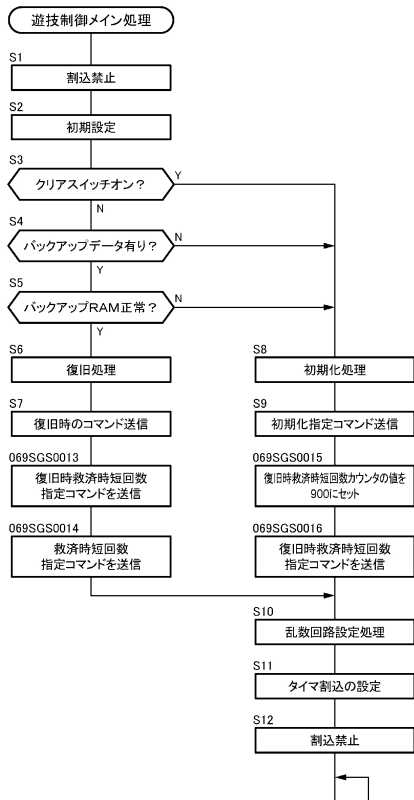 遊技制御メイン処理
S1
割込禁止
S2
初期設定
S3
クリアスイッチオン?
Y
N
S4
バックアップデータ有り?
N
Y
S5
バックアップRAM正常?
N
Y
S6
復旧処理
S7
復旧時のコマンド送信
069SGS0013
復旧時救済時短回数
指定コマンドを送信
069SGS0014
救済時短回数
指定コマンドを送信
S8
初期化処理
S9
初期化指定コマンド送信
069SGS0015
復旧時救済時短回数カウンタの値を
900にセット
069SGS0016
復旧時救済時短回数
指定コマンドを送信
S10
乱数回路設定処理
S11
タイマ割込の設定
S12
割込禁止